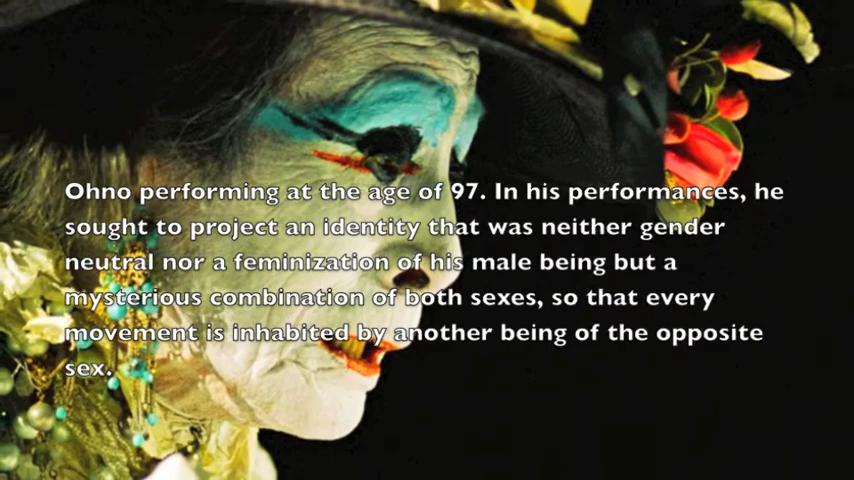 Ohno performing at the age of 97. In his performances, he
sought to project an identity that was neither gender
neutral nor a feminization of his male being but a
mysterious combination of both sexes, so that every
movement is inhabited by another being of the opposite
sex.